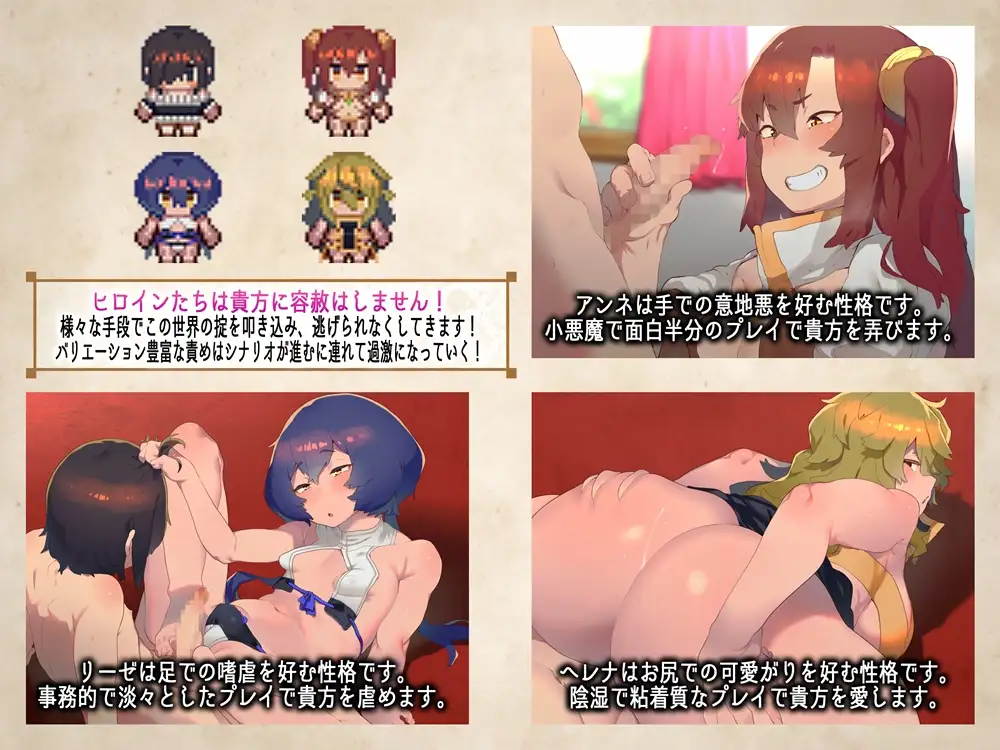 ヒロインたちは貴方に容赦はしません！
様々な手段でこの世界の掟を叩き込み、逃げられなくしてきます！
バリエーション豊富な責めはシナリオが進むに連れて過激になっていく！
アンネは手での意地悪を好む性格です。
小悪魔で面白半分のプレイで貴方を弄びます。
リーゼは足での嗜虐を好む性格です。
事務的で淡々としたプレイで貴方を虐めます。
ヘレナはお尻での可愛がりを好む性格です。
陰湿で粘着質なプレイで貴方を愛します。